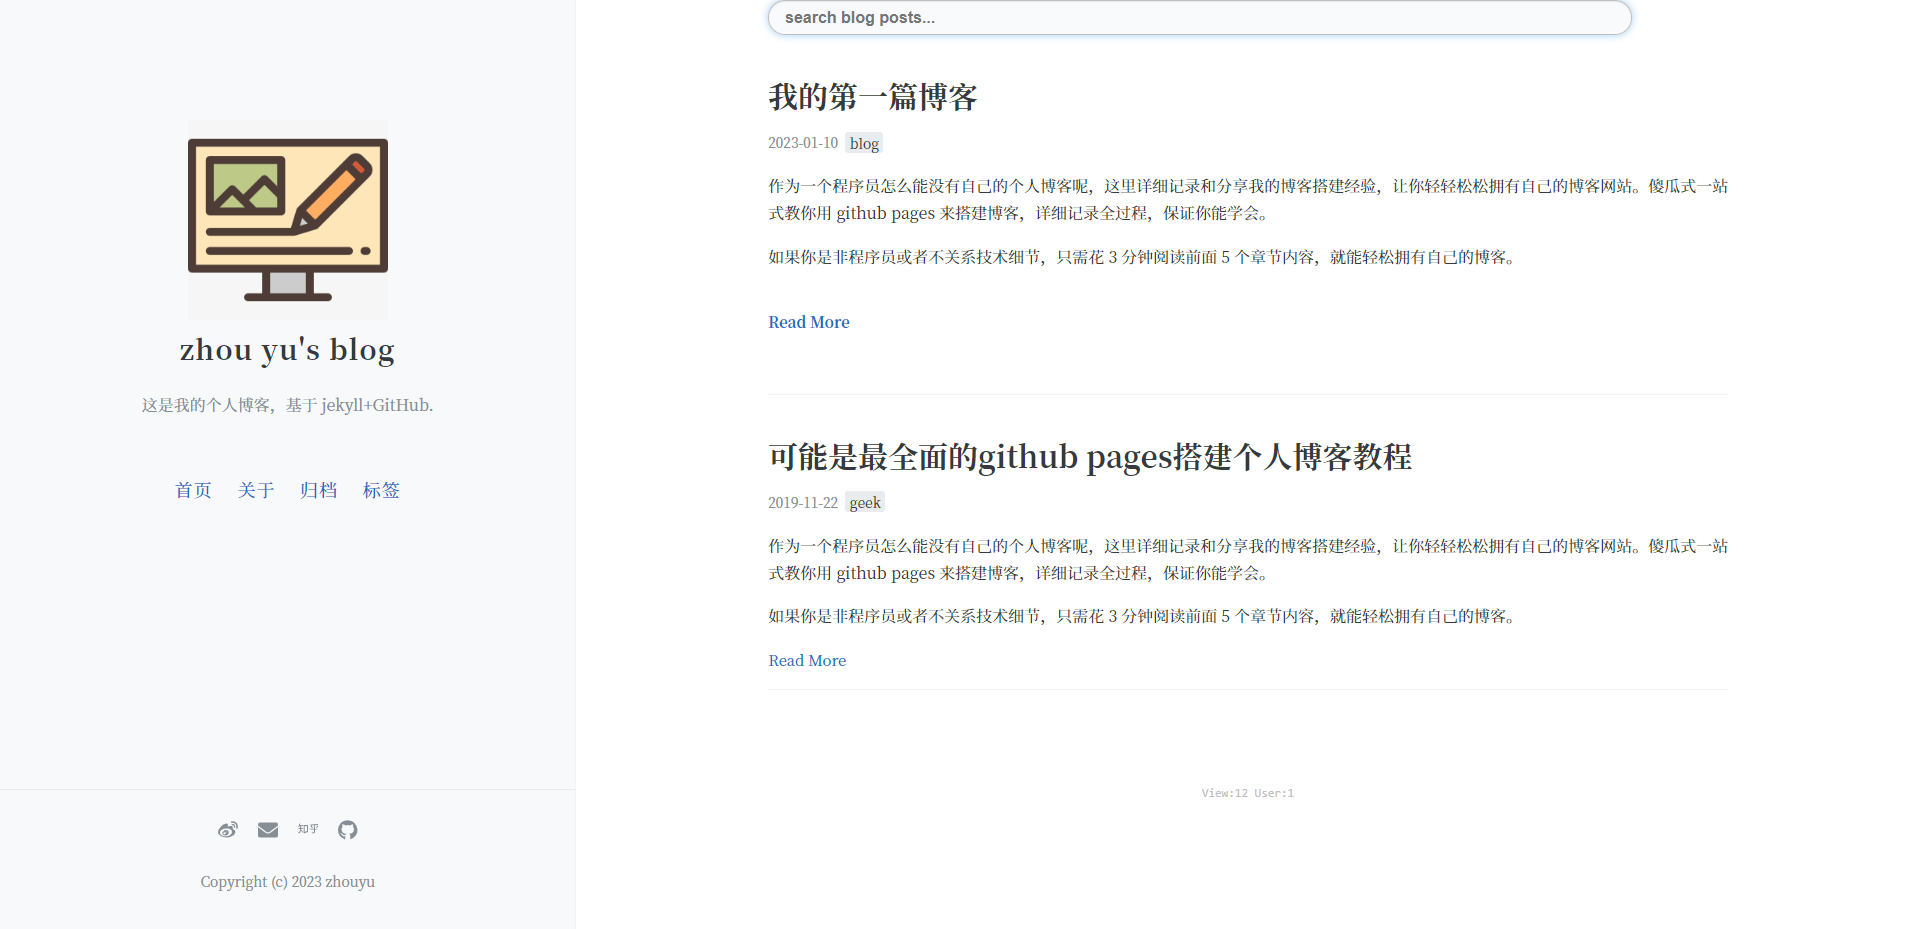 zhou yu's blog
这是我的个人博客，基于 jekyll+GitHub.
首页 关于 归档 标签
知乎
Copyright (c) 2023 zhouyu
search blog posts...
我的第一篇博客
2023-01-10 blog
作为一个程序员怎么能没有自己的个人博客呢，这里详细记录和分享我的博客搭建经验，让你轻轻松松拥有自己的博客网站。傻瓜式一站
式教你用 github pages 来搭建博客，详细记录全过程，保证你能学会。
如果你是非程序员或者不关系技术细节，只需花 3 分钟阅读前面 5 个章节内容，就能轻松拥有自己的博客。
Read More
可能是最全面的github pages搭建个人博客教程
2019-11-22 geek
作为一个程序员怎么能没有自己的个人博客呢，这里详细记录和分享我的博客搭建经验，让你轻轻松松拥有自己的博客网站。傻瓜式一站
式教你用 github pages 来搭建博客，详细记录全过程，保证你能学会。
如果你是非程序员或者不关系技术细节，只需花 3 分钟阅读前面 5 个章节内容，就能轻松拥有自己的博客。
Read More
View:12 User:1